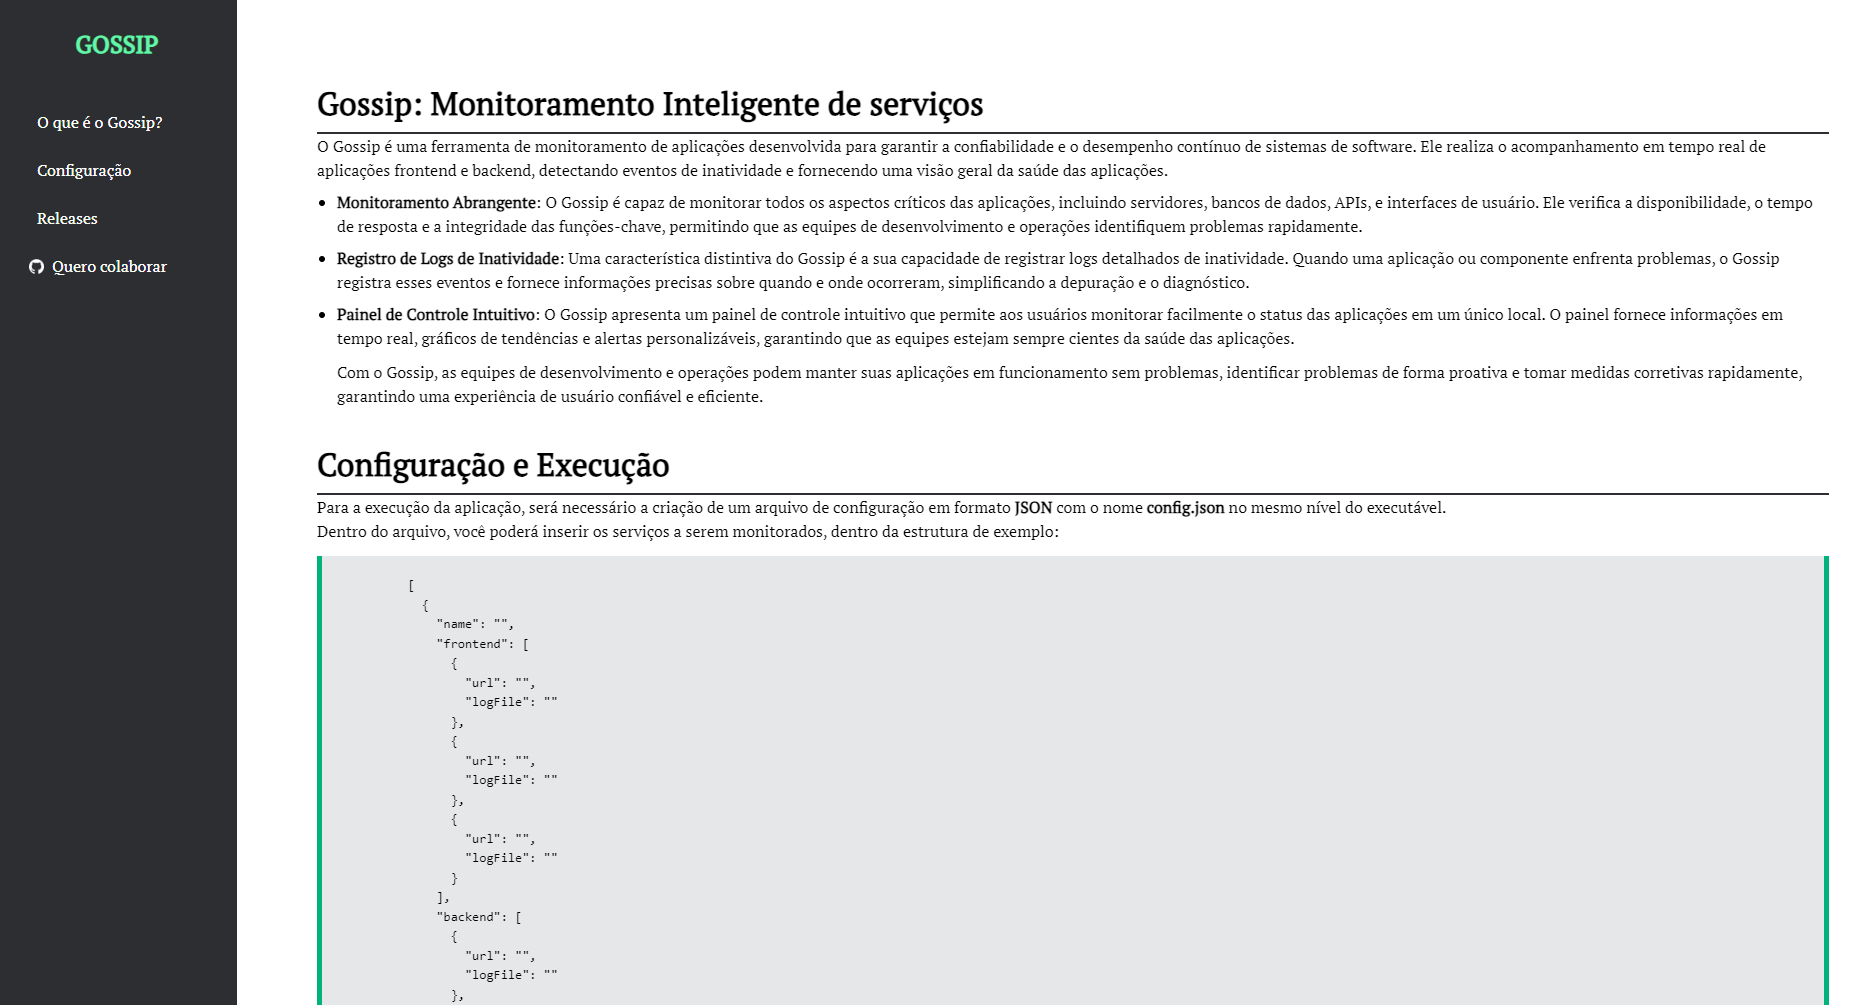 GOSSIP
O que é o Gossip?
Configuração
Releases
Quero colaborar
Gossip: Monitoramento Inteligente de serviços
O Gossip é uma ferramenta de monitoramento de aplicações desenvolvida para garantir a confiabilidade e o desempenho contínuo de sistemas de software. Ele realiza o acompanhamento em tempo real de
aplicações frontend e backend, detectando eventos de inatividade e fornecendo uma visão geral da saúde das aplicações.
• Monitoramento Abrangente: O Gossip é capaz de monitorar todos os aspectos críticos das aplicações, incluindo servidores, bancos de dados, APIs, e interfaces de usuário. Ele verifica a disponibilidade, o tempo
de resposta e a integridade das funções-chave, permitindo que as equipes de desenvolvimento e operações identifiquem problemas rapidamente.
• Registro de Logs de Inatividade: Uma característica distintiva do Gossip é a sua capacidade de registrar logs detalhados de inatividade. Quando uma aplicação ou componente enfrenta problemas, o Gossip
registra esses eventos e fornece informações precisas sobre quando e onde ocorreram, simplificando a depuração e o diagnóstico.
• Painel de Controle Intuitivo: O Gossip apresenta um painel de controle intuitivo que permite aos usuários monitorar facilmente o status das aplicações em um único local. O painel fornece informações em
tempo real, gráficos de tendências e alertas personalizáveis, garantindo que as equipes estejam sempre cientes da saúde das aplicações.
Com o Gossip, as equipes de desenvolvimento e operações podem manter suas aplicações em funcionamento sem problemas, identificar problemas de forma proativa e tomar medidas corretivas rapidamente,
garantindo uma experiência de usuário confiável e eficiente.
Configuração e Execução
Para a execução da aplicação, será necessário a criação de um arquivo de configuração em formato JSON com o nome config.json no mesmo nível do executável.
Dentro do arquivo, você poderá inserir os serviços a serem monitorados, dentro da estrutura de exemplo:
[
{
"name": "",
"frontend": [
{
"url": "",
"logFile": ""
},
{
"url": "",
"logFile": ""
},
{
"url": "",
"logFile": ""
}
],
"backend": [
{
"url": "",
"logFile": ""
},